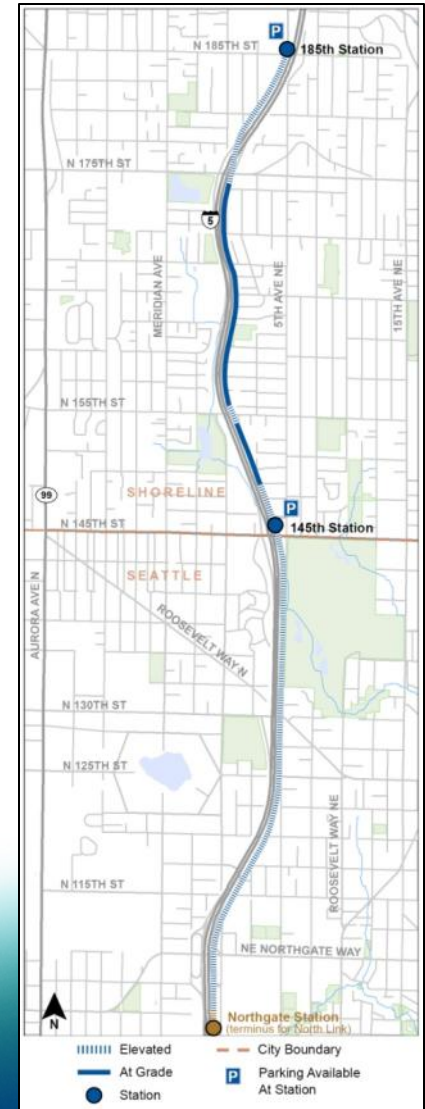 P
N 185TH ST
185th Station
N 175TH ST
5
MERIDIAN AVE
5TH AVE NE
15TH AVE NE
N 155TH ST
SHORELINE
P
99
N 145TH ST
145th Station
SEATTLE
AURORA AVE N
ROOSEVELT WAY N
N 130TH ST
N 125TH ST
ROOSEVELT WAY NE
N 115TH ST
NE NORTHGATE WAY
N
Northgate Station
(terminus for North Link)
Elevated
City Boundary
At Grade
P
Parking Available
At Station
Station